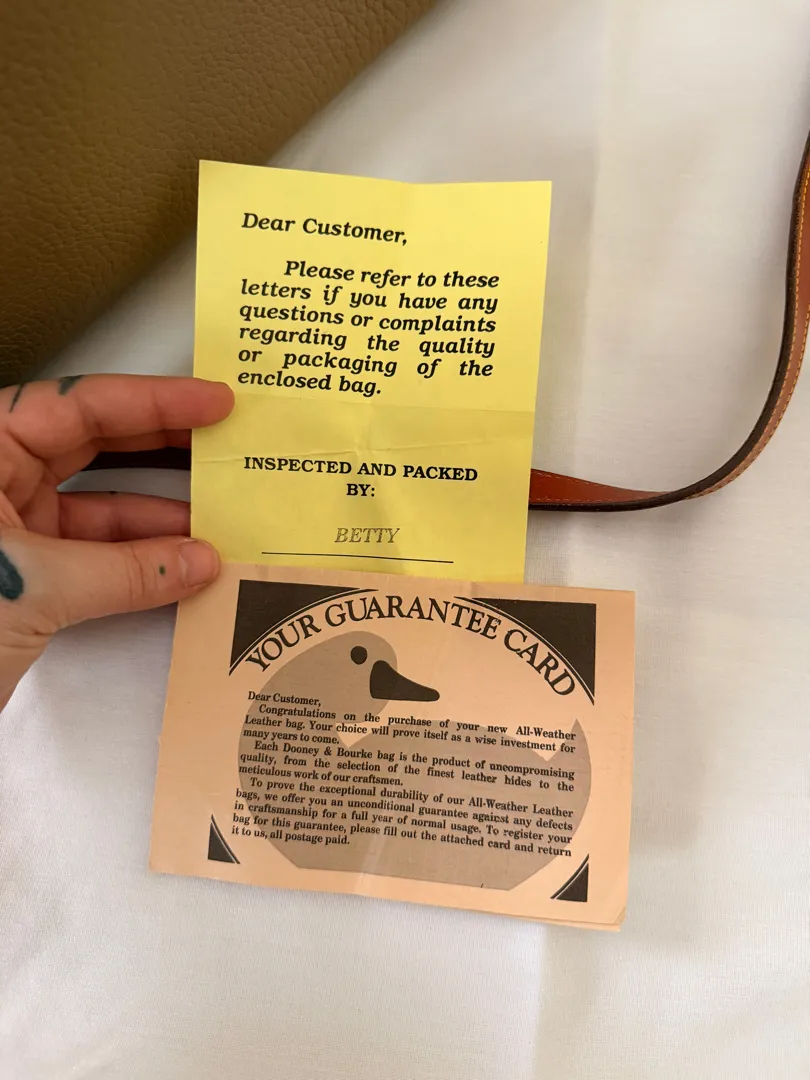 Dear Customer,
Please refer to these
letters if you have any
questions or complaints
regarding the quality
or packaging of the
enclosed bag.
INSPECTED AND PACKED
BY:
BETTY
YOUR GUARANTEE CARD
Dear Customer,
Congratulations on the purchase of your new All-Weather
Leather bag. Your choice will prove itself as a wise investment for
many years to come.
Each Dooney & Bourke bag is the product of uncompromising
quality, from the selection of the finest leather hides to the
meticulous work of our craftsmen.
To prove the exceptional durability of our All-Weather Leather
bags, we offer you an unconditional guarantee against any defects
in craftsmanship for a full year of normal usage. To register your
bag for this guarantee, please fill out the attached card and return
it to us, all postage paid.